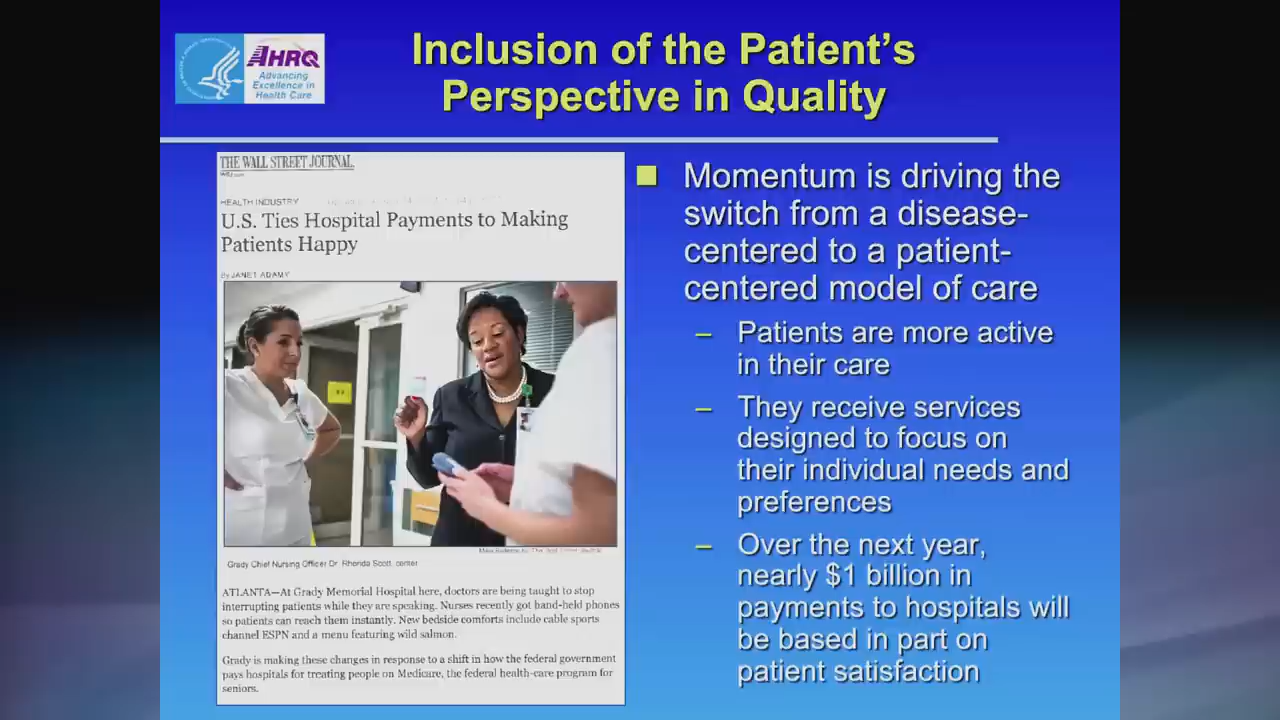 AHRQ
Advancing
Excellence in
Health Care
Inclusion of the Patient's
Perspective in Quality
THE WALL STREET JOURNAL.
WSJ.com
HEALTH INDUSTRY
U.S. Ties Hospital Payments to Making
Patients Happy
By JANET ADAMY
Grady Chief Nursing Officer Dr. Rhonda Scott, center
ATLANTA—At Grady Memorial Hospital here, doctors are being taught to stop
interrupting patients while they are speaking. Nurses recently got hand-held phones
so patients can reach them instantly. New bedside comforts include cable sports
channel ESPN and a menu featuring wild salmon.
Grady is making these changes in response to a shift in how the federal government
pays hospitals for treating people on Medicare, the federal health-care program for
seniors.
Momentum is driving the
switch from a disease-
centered to a patient-
centered model of care
– Patients are more active
in their care
– They receive services
designed to focus on
their individual needs and
preferences
– Over the next year,
nearly $1 billion in
payments to hospitals will
be based in part on
patient satisfaction